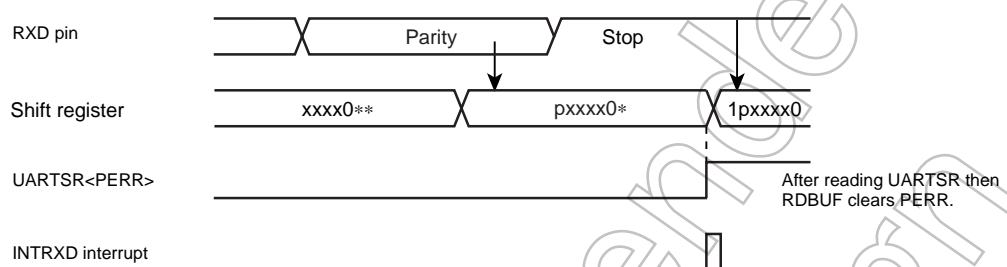 RXD pin
Parity
Stop
Shift register
xxxx0**
pxxxx0*
1pxxxx0
UARTSR<PERR>
After reading UARTSR then
RDBUF clears PERR.
INTRXD interrupt